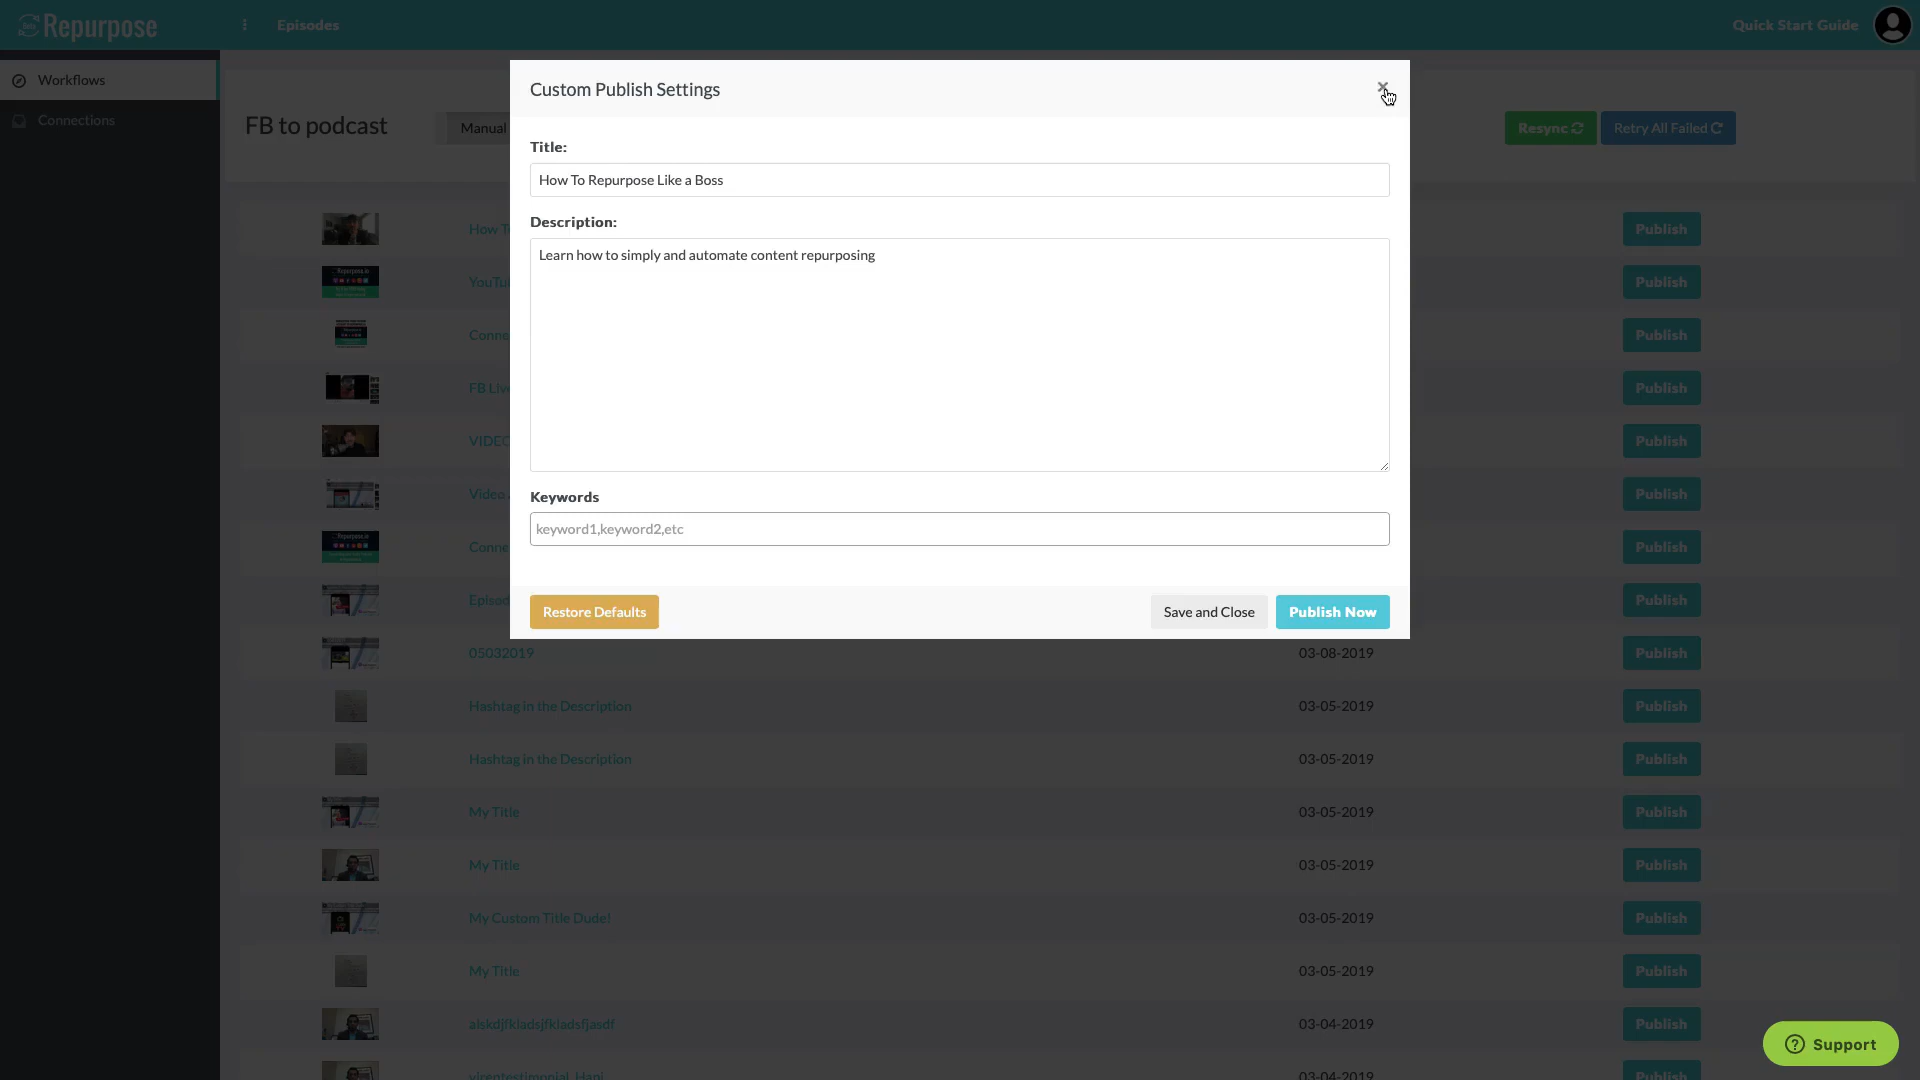 Repurpose
Episodes
Quick Start Guide
Workflows
Connections
Custom Publish Settings
×
FB to podcast
Manual
Resync
Retry All Failed
Title:
How To Repurpose Like a Boss
Description:
Learn how to simply and automate content repurposing
Keywords
keyword1,keyword2,etc
Restore Defaults
Save and Close
Publish Now
How T
Publish
YouTu
Publish
Conne
Publish
FB Live
Publish
VIDEO
Publish
Video
Publish
Conne
Publish
Episod
Publish
05032019
03-08-2019
Publish
Hashtag in the Description
03-05-2019
Publish
Hashtag in the Description
03-05-2019
Publish
My Title
03-05-2019
Publish
My Title
03-05-2019
Publish
My Custom Title Dude!
03-05-2019
Publish
My Title
03-05-2019
Publish
03-04-2019
Publish
03-04-2019
Publish
Support